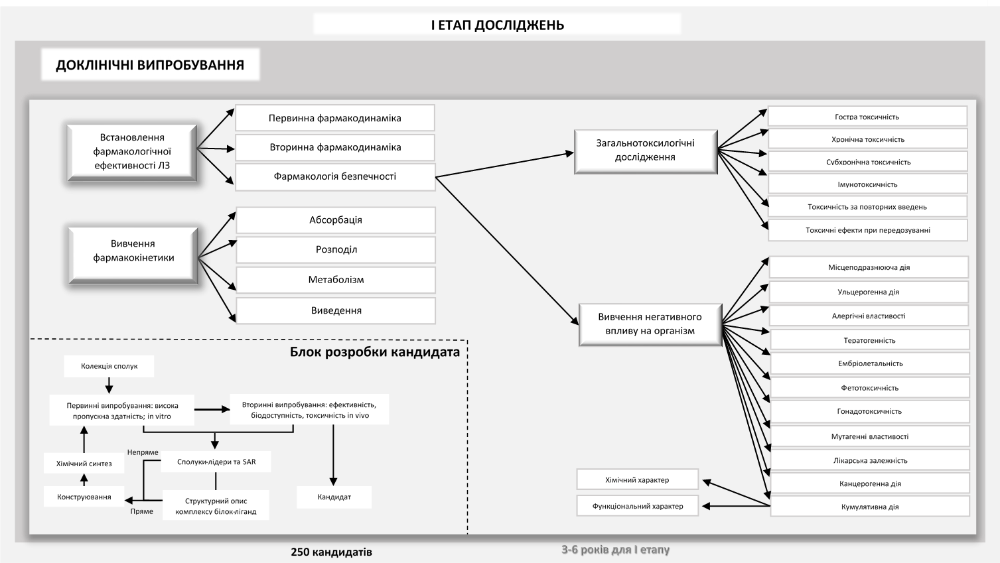 І ЕТАП ДОСЛІДЖЕНЬ
ДОКЛІНІЧНІ ВИПРОБУВАННЯ
Встановлення
фармакологічної
ефективності ЛЗ
Первинна фармакодинаміка
Вторинна фармакодинаміка
Фармакологія безпечності
Вивчення
фармакокінетики
Абсорбація
Розподіл
Метаболізм
Виведення
Загальнотоксилогічні
дослідження
Гостра токсичність
Хронічна токсичність
Субхронічна токсичність
Імунотоксичність
Токсичність за повторних введень
Токсичні ефекти при передозуванні
Вивчення негативного
впливу на організм
Місцеподразнююча дія
Ульцерогенна дія
Алергічні властивості
Тератогенність
Ембріолетальність
Фетотоксичність
Гонадотоксичність
Мутагенні властивості
Лікарська залежність
Канцерогенна дія
Кумулятивна дія
Хімічний характер
Функціональний характер
Блок розробки кандидата
Колекція сполук
Первинні випробування: висока
пропускна здатність; in vitro
Вторинні випробування: ефективність,
біодоступність, токсичність in vivo
Непряме
Хімічний синтез
Сполуки-лідери та SAR
Конструювання
Структурний опис
комплексу білок-ліганд
Пряме
Кандидат
250 кандидатів
3-6 років для І етапу